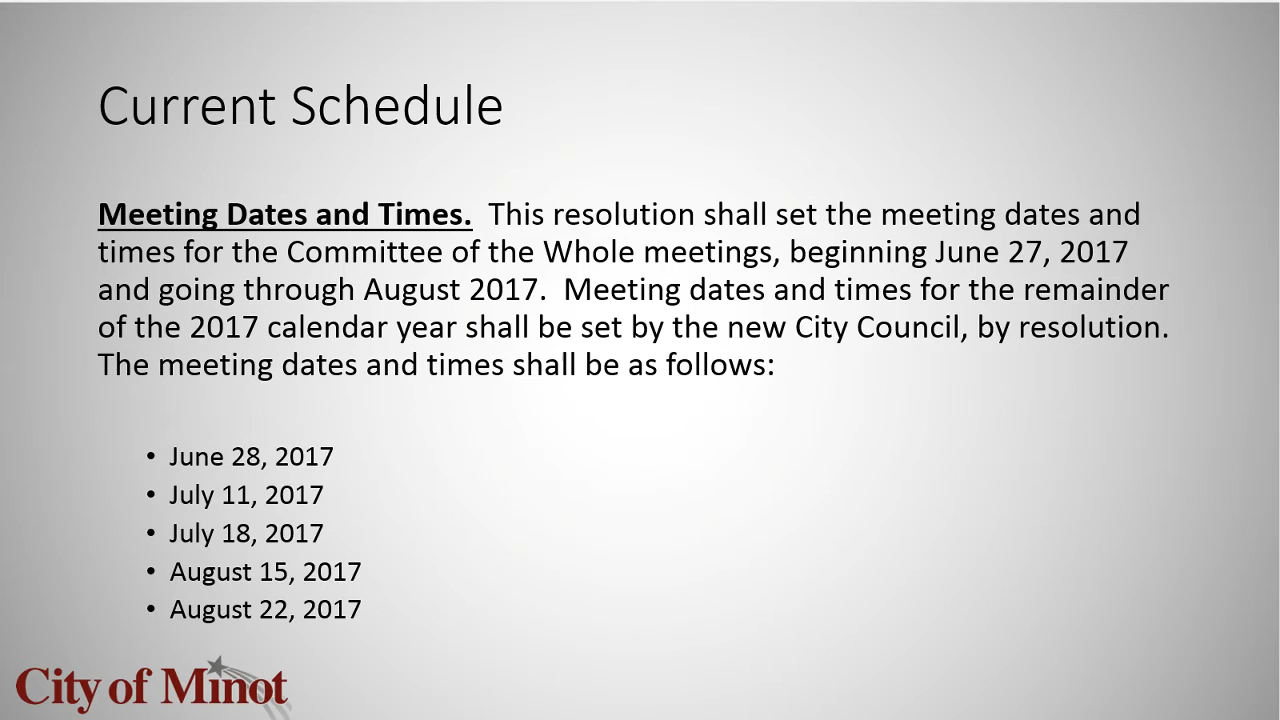 Current Schedule
Meeting Dates and Times.  This resolution shall set the meeting dates and
times for the Committee of the Whole meetings, beginning June 27, 2017
and going through August 2017.  Meeting dates and times for the remainder
of the 2017 calendar year shall be set by the new City Council, by resolution.
The meeting dates and times shall be as follows:
• June 28, 2017
• July 11, 2017
• July 18, 2017
• August 15, 2017
• August 22, 2017
City of Minot